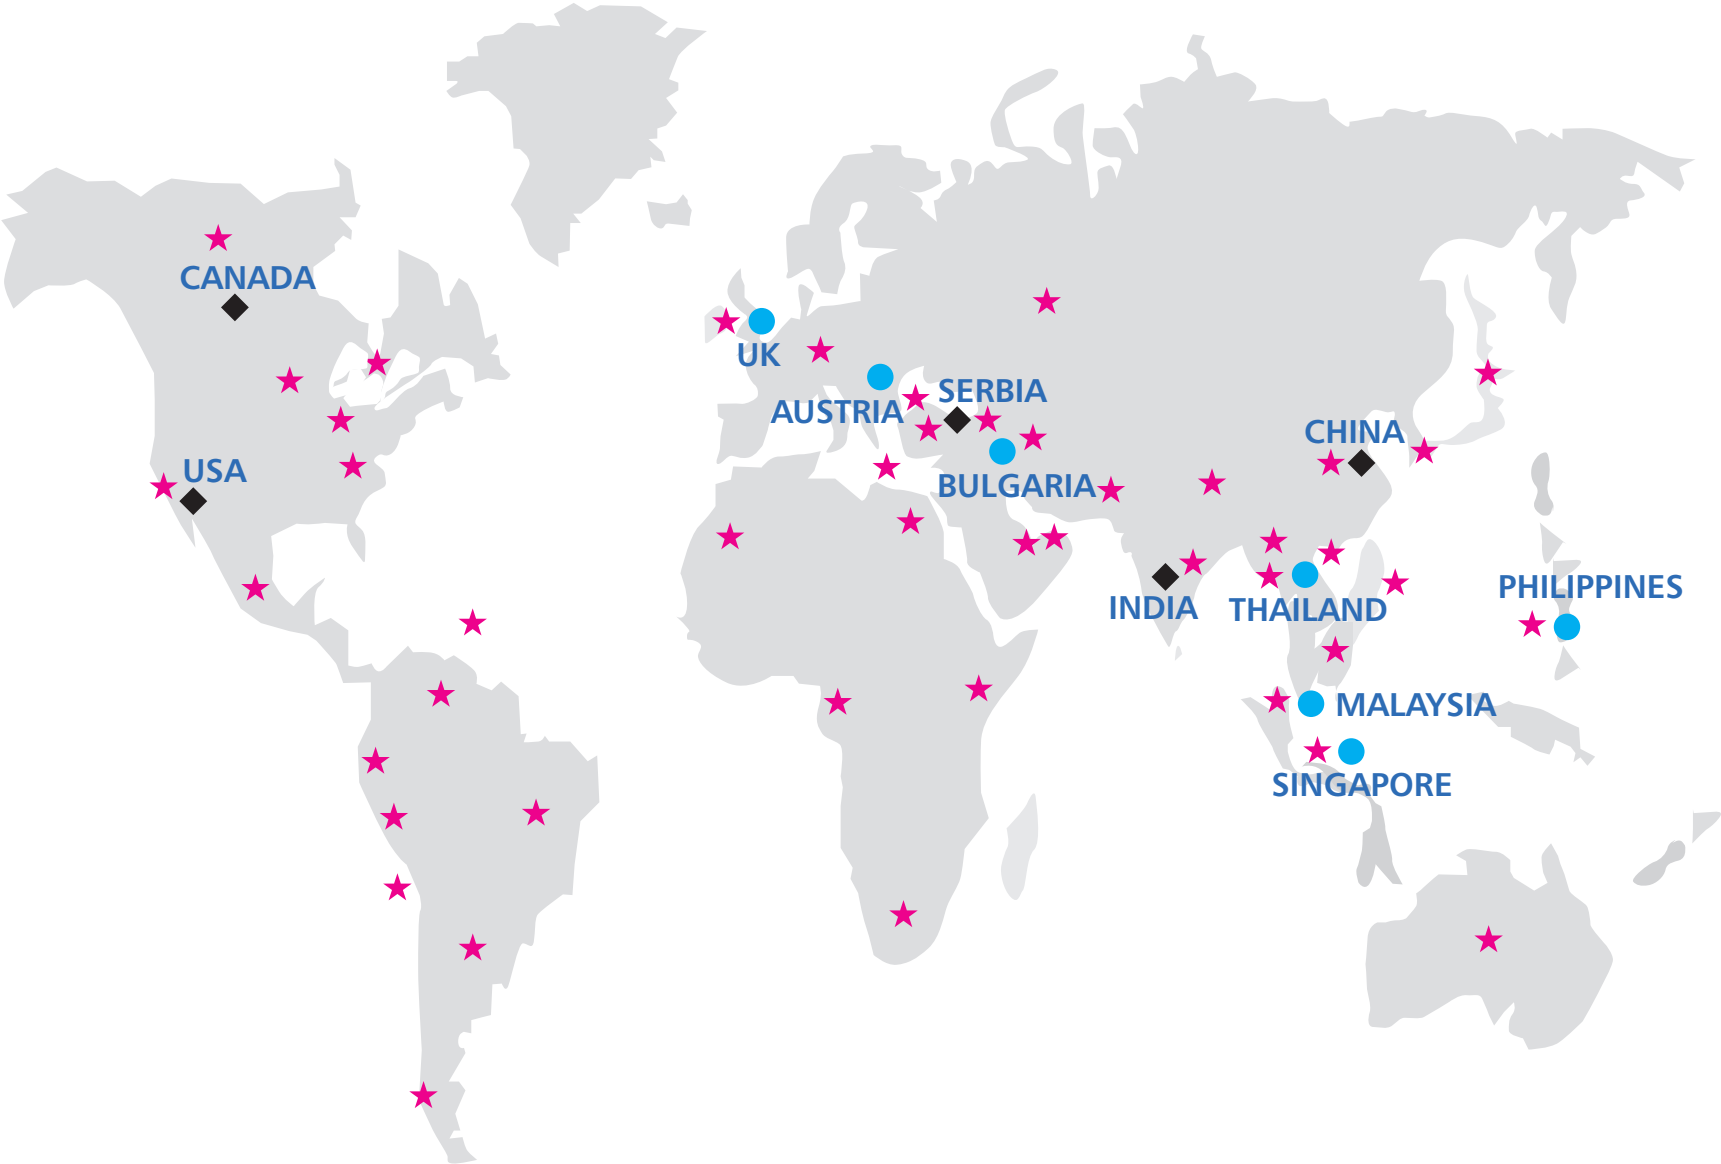 CANADA
UK
SERBIA
AUSTRIA
CHINA
USA
BULGARIA
PHILIPPINES
INDIA
THAILAND
MALAYSIA
SINGAPORE